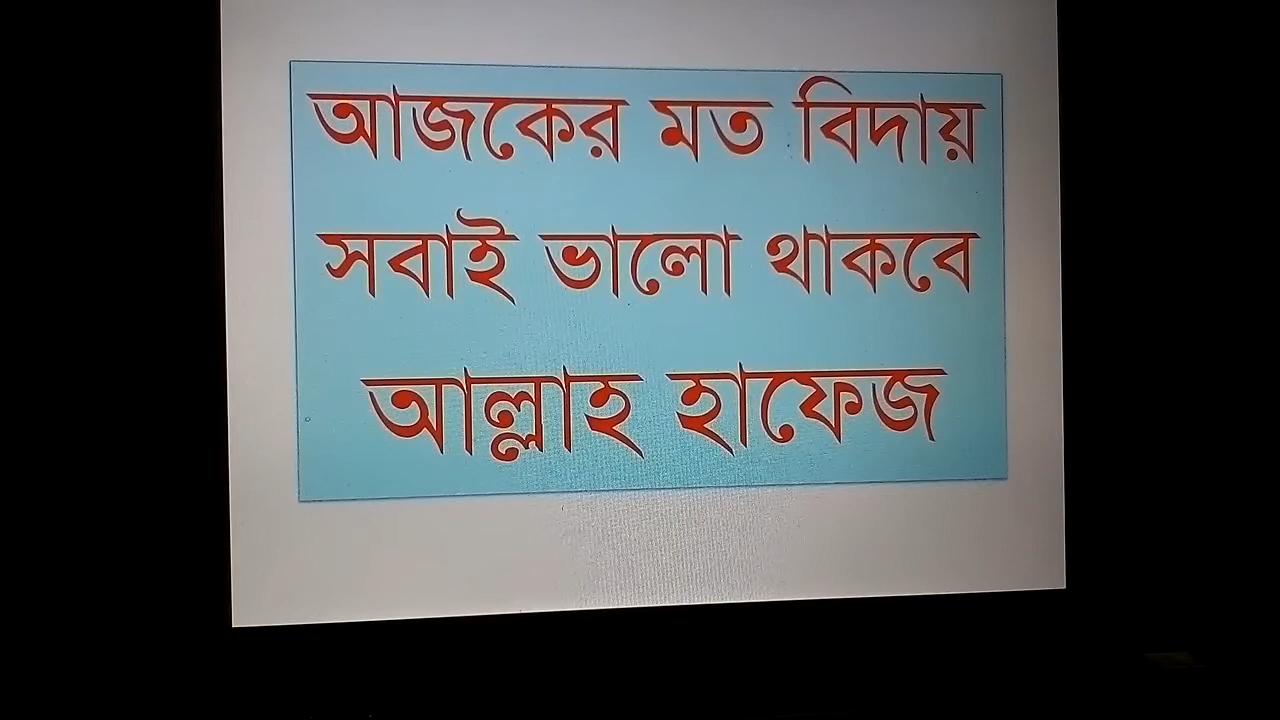 আজকের মত বিদায়
সবাই ভালো থাকবে
আল্লাহ হাফেজ